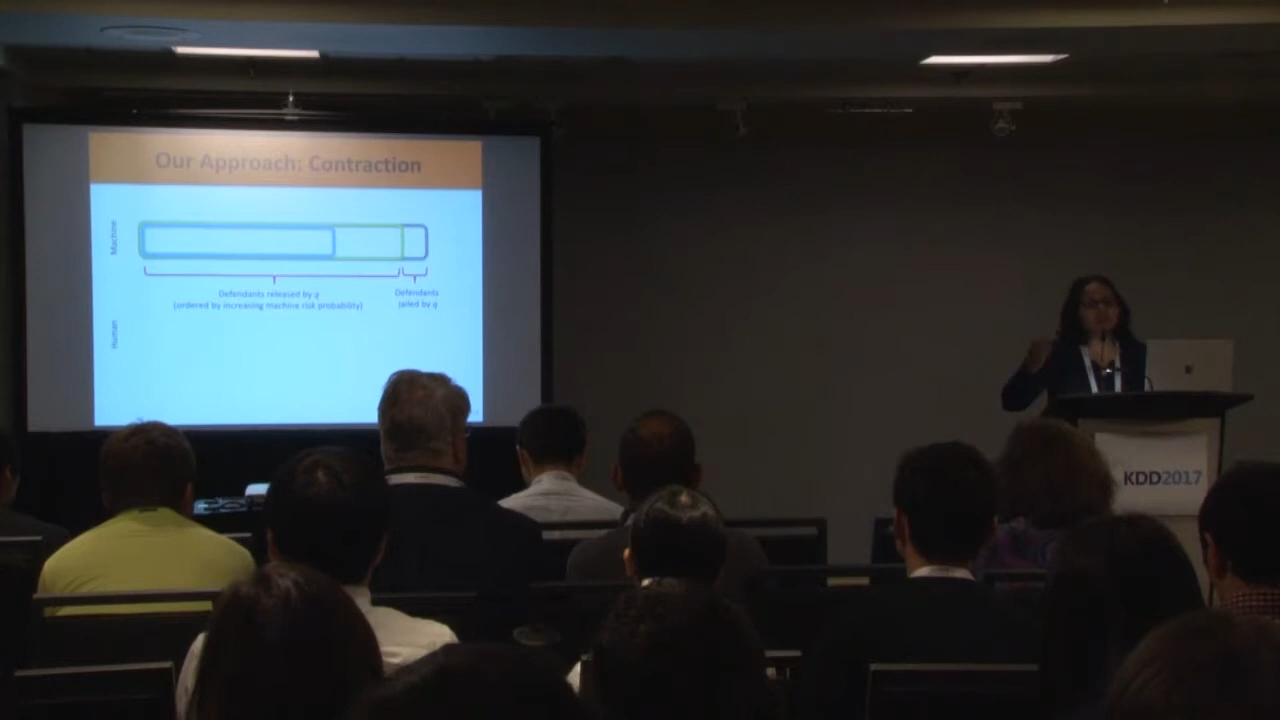 Our Approach: Contraction
Machine
Defendants released by q
(ordered by increasing machine risk probability)
Defendants
jailed by q
Human
KDD2017